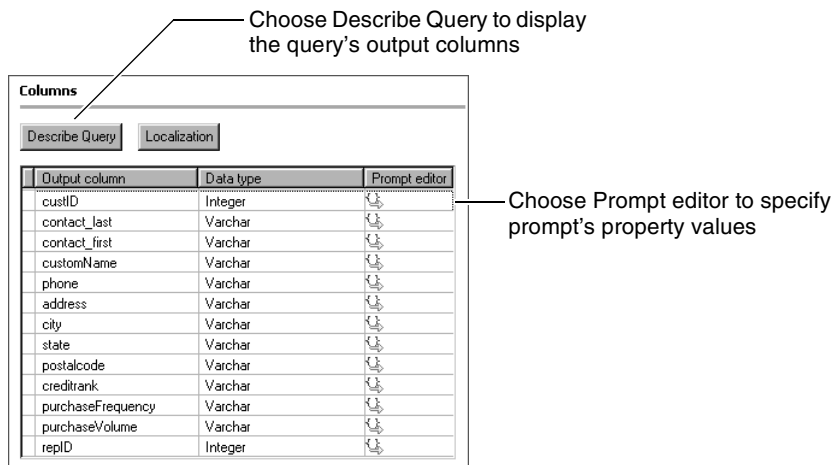 Choose Describe Query to display
the query's output columns
Columns
Describe Query Localization
Output column Data type Prompt editor
custID Integer
contact_last Varchar
contact_first Varchar
customName Varchar
phone Varchar
address Varchar
city Varchar
state Varchar
postalcode Varchar
creditrank Varchar
purchaseFrequency Varchar
purchaseVolume Varchar
repID Integer
Choose Prompt editor to specify
prompt's property values